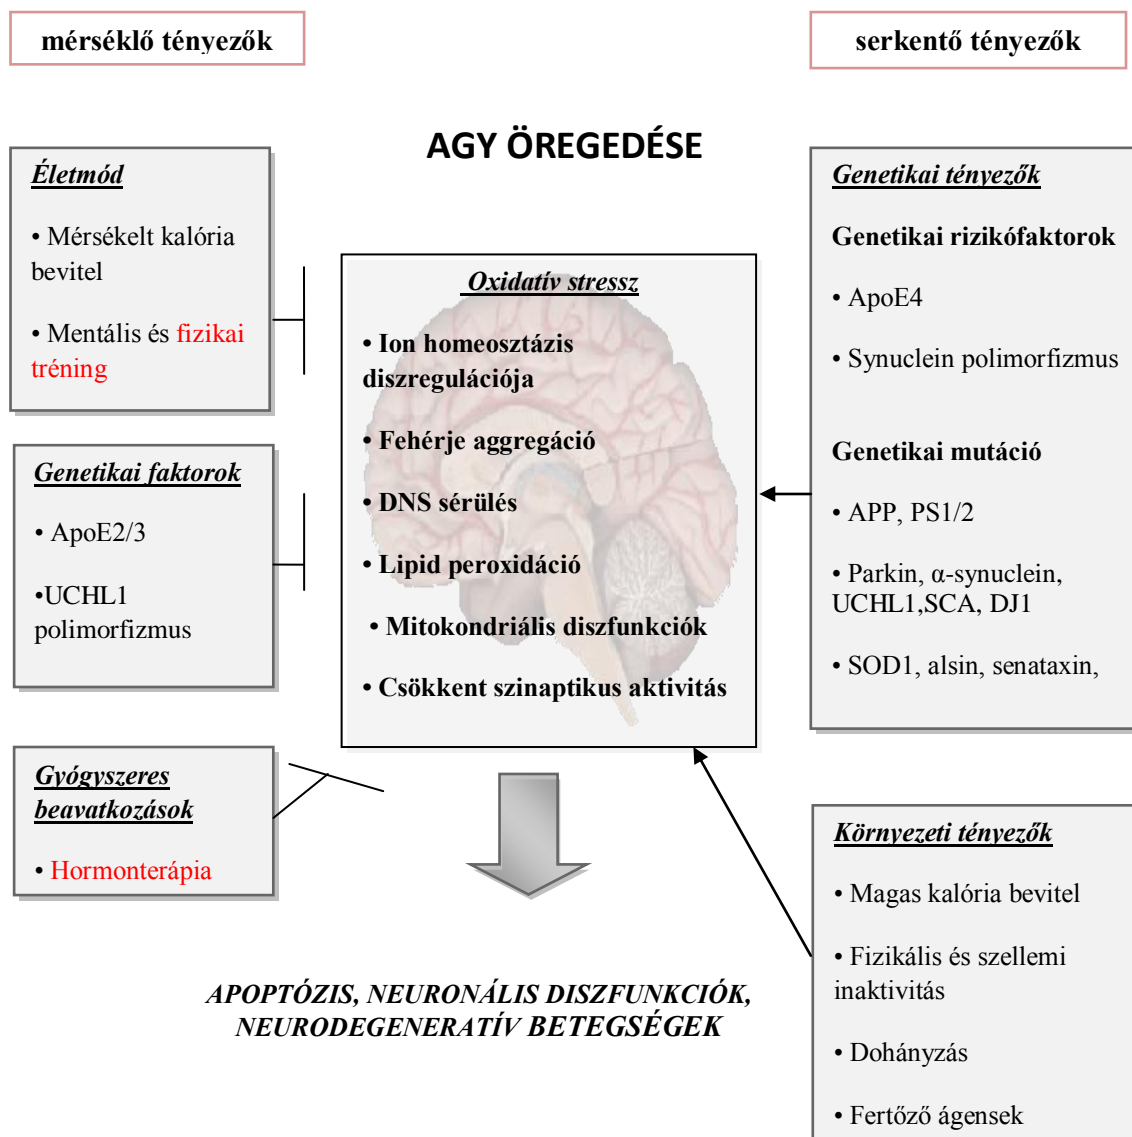 mérséklő tényezők
serkentő tényezők
AGY ÖREGEDÉSE
Életmód
• Mérsékelt kalória
bevitel
• Mentális és fizikai
tréning
Genetikai faktorok
• ApoE2/3
•UCHL1
polimorfizmus
Gyógyszeres
beavatkozások
• Hormonterápia
Oxidatív stressz
• Ion homeosztázis
diszregulációja
• Fehérje aggregáció
• DNS sérülés
• Lipid peroxidáció
• Mitokondriális diszfunkciók
• Csökkent szinaptikus aktivitás
APOPTÓZIS, NEURONÁLIS DISZFUNKCIÓK,
NEURODEGENERATÍV BETEGSÉGEK
Genetikai tényezők
Genetikai rizikófaktorok
• ApoE4
• Synuclein polimorfizmus
Genetikai mutáció
• APP, PS1/2
• Parkin, α-synuclein,
UCHL1,SCA, DJ1
• SOD1, alsin, senataxin,
Környezeti tényezők
• Magas kalória bevitel
• Fizikális és szellemi
inaktivitás
• Dohányzás
• Fertőző ágensek